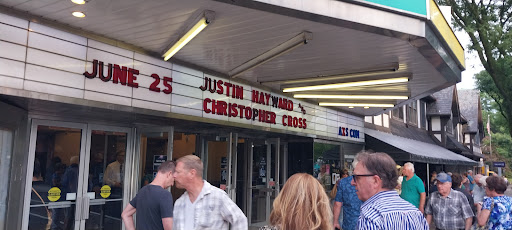 JUNE 25
JUSTIN HAYWARD &
CHRISTOPHER CROSS